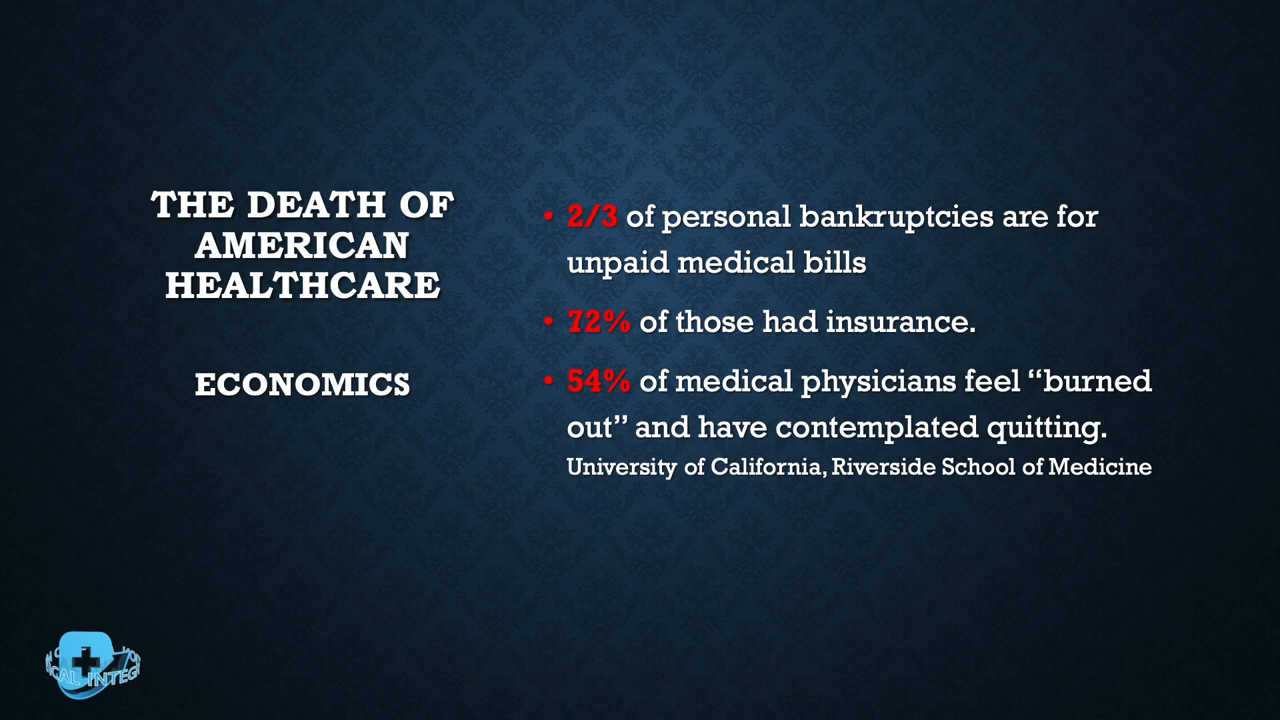 THE DEATH OF
AMERICAN
HEALTHCARE
ECONOMICS
• 2/3 of personal bankruptcies are for
unpaid medical bills
• 72% of those had insurance.
• 54% of medical physicians feel “burned
out” and have contemplated quitting.
University of California, Riverside School of Medicine